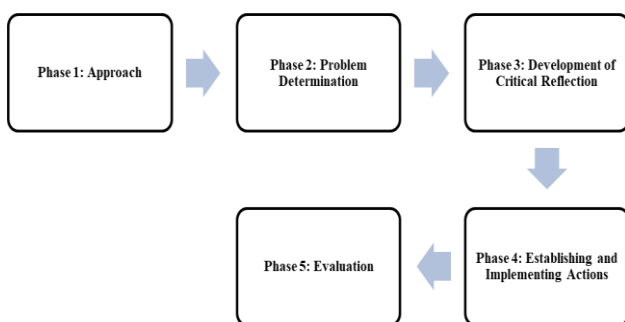 Phase 1: Approach
Phase 2: Problem
Determination
Phase 3: Development of
Critical Reflection
Phase 4: Establishing and
Implementing Actions
Phase 5: Evaluation